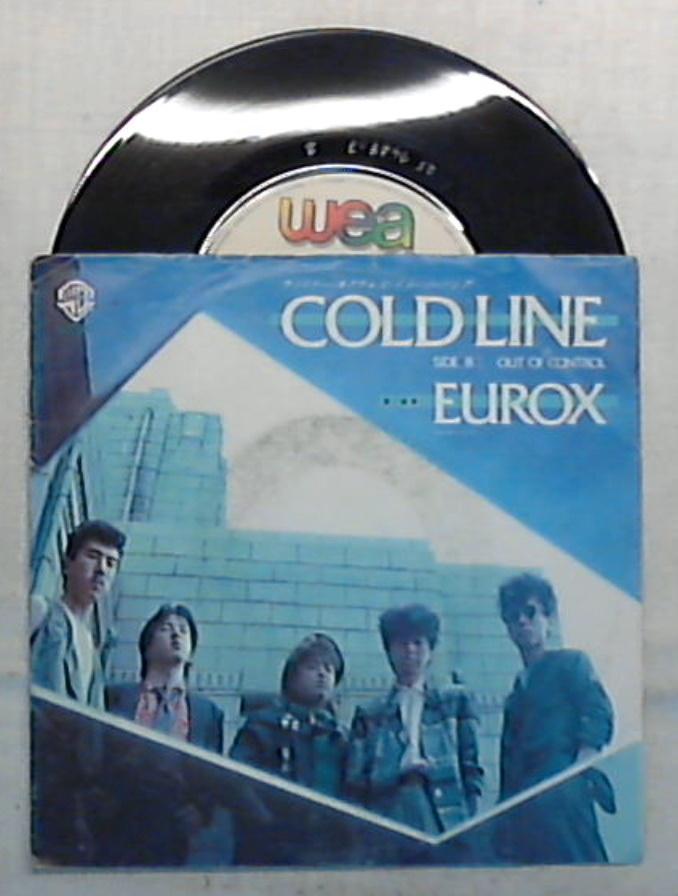 wea
COLD LINE
SIDE B: OUT OF CONTROL
EUROX